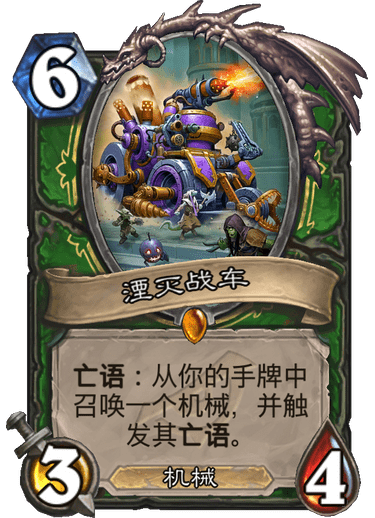 6
湮灭战车
亡语：从你的手牌中
召唤一个机械，并触
发其亡语。
3
机械
4